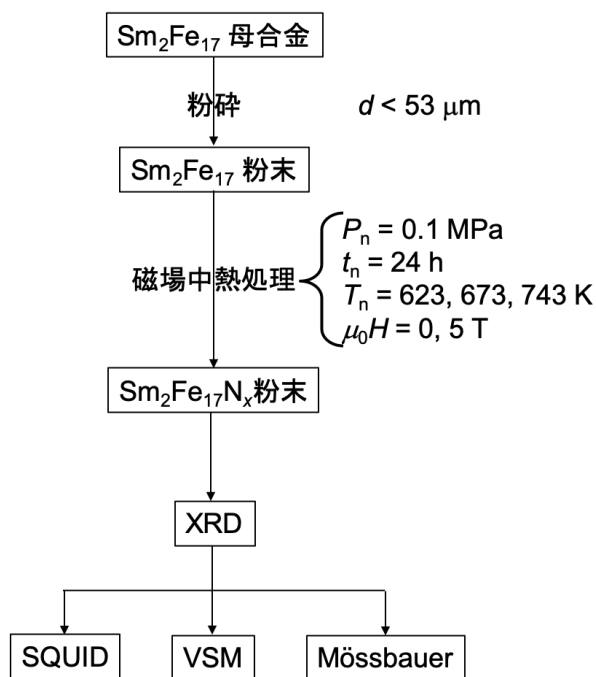 Sm₂Fe₁₇ 母合金
粉砕
d < 53 μm
Sm₂Fe₁₇ 粉末
磁場中熱処理
Pₙ = 0.1 MPa
tₙ = 24 h
Tₙ = 623, 673, 743 K
μ₀H = 0, 5 T
Sm₂Fe₁₇Nₓ粉末
XRD
SQUID
VSM
Mössbauer